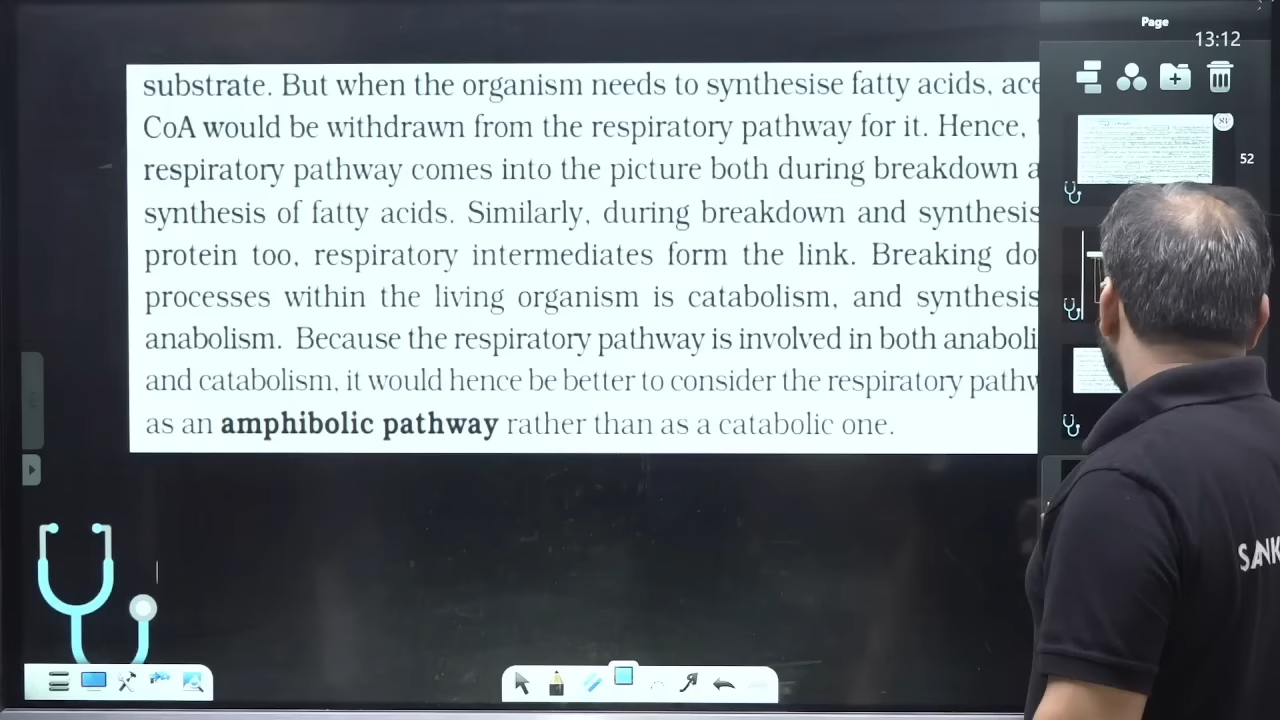 Page
13:12
substrate. But when the organism needs to synthesise fatty acids,
CoA would be withdrawn from the respiratory pathway for it. Hence,
respiratory pathway comes into the picture both during breakdown
synthesis of fatty acids. Similarly, during breakdown and synthesis
protein too, respiratory intermediates form the link. Breaking
processes within the living organism is catabolism, and synthesis
anabolism. Because the respiratory pathway is involved in both
and catabolism, it would hence be better to consider the respiratory
as an amphibolic pathway rather than as a catabolic one.
52
SANK